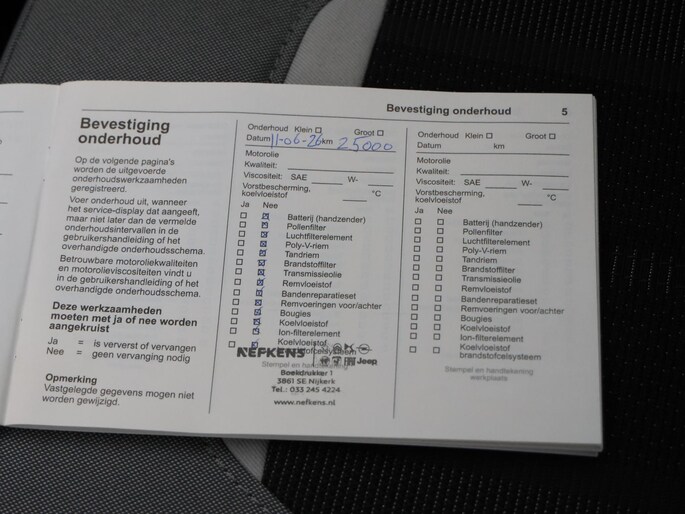 Bevestiging onderhoud 5
Bevestiging
onderhoud
Op de volgende pagina's
worden de uitgevoerde
onderhoudswerkzaamheden
geregistreerd.
Voer onderhoud uit, wanneer
het service-display dat aangeeft,
maar niet later dan de vermelde
onderhoudsintervallen in de
gebruikershandleiding of het
overhandigde onderhoudsschema.
Betrouwbare motoroliekwaliteiten
en motorolieviscositeiten vindt u
in de gebruikershandleiding of het
overhandigde onderhoudsschema.
Deze werkzaamheden
moeten met ja of nee worden
aangekruist
Ja = is ververst of vervangen
Nee = geen vervanging nodig
Opmerking
Vastgelegde gegevens mogen niet
worden gewijzigd.
Onderhoud Klein Groot
Datum 11-06-26 km 25000
Motorolie
Kwaliteit:
Viscositeit: SAE W-
Vorstbescherming,
koelvloeistof °C
Ja Nee
Batterij (handzender)
Pollenfilter
Luchtfilterelement
Poly-V-riem
Tandriem
Brandstoffilter
Transmissieolie
Remvloeistof
Bandenreparatieset
Remvoeringen voor/achter
Bougies
Koelvloeistof
Ion-filterelement
Koelvloeistof
NEFKENS Jeep
Stempel en handtekening
Boekdrukker 1
3861 SE Nijkerk
Tel.: 033 245 4224
www.nefkens.nl
Onderhoud Klein Groot
Datum km
Motorolie
Kwaliteit:
Viscositeit: SAE W-
Vorstbescherming,
koelvloeistof °C
Ja Nee
Batterij (handzender)
Pollenfilter
Luchtfilterelement
Poly-V-riem
Tandriem
Brandstoffilter
Transmissieolie
Remvloeistof
Bandenreparatieset
Remvoeringen voor/achter
Bougies
Koelvloeistof
Ion-filterelement
Koelvloeistof
brandstofcelsysteem
Stempel en handtekening
werkplaats